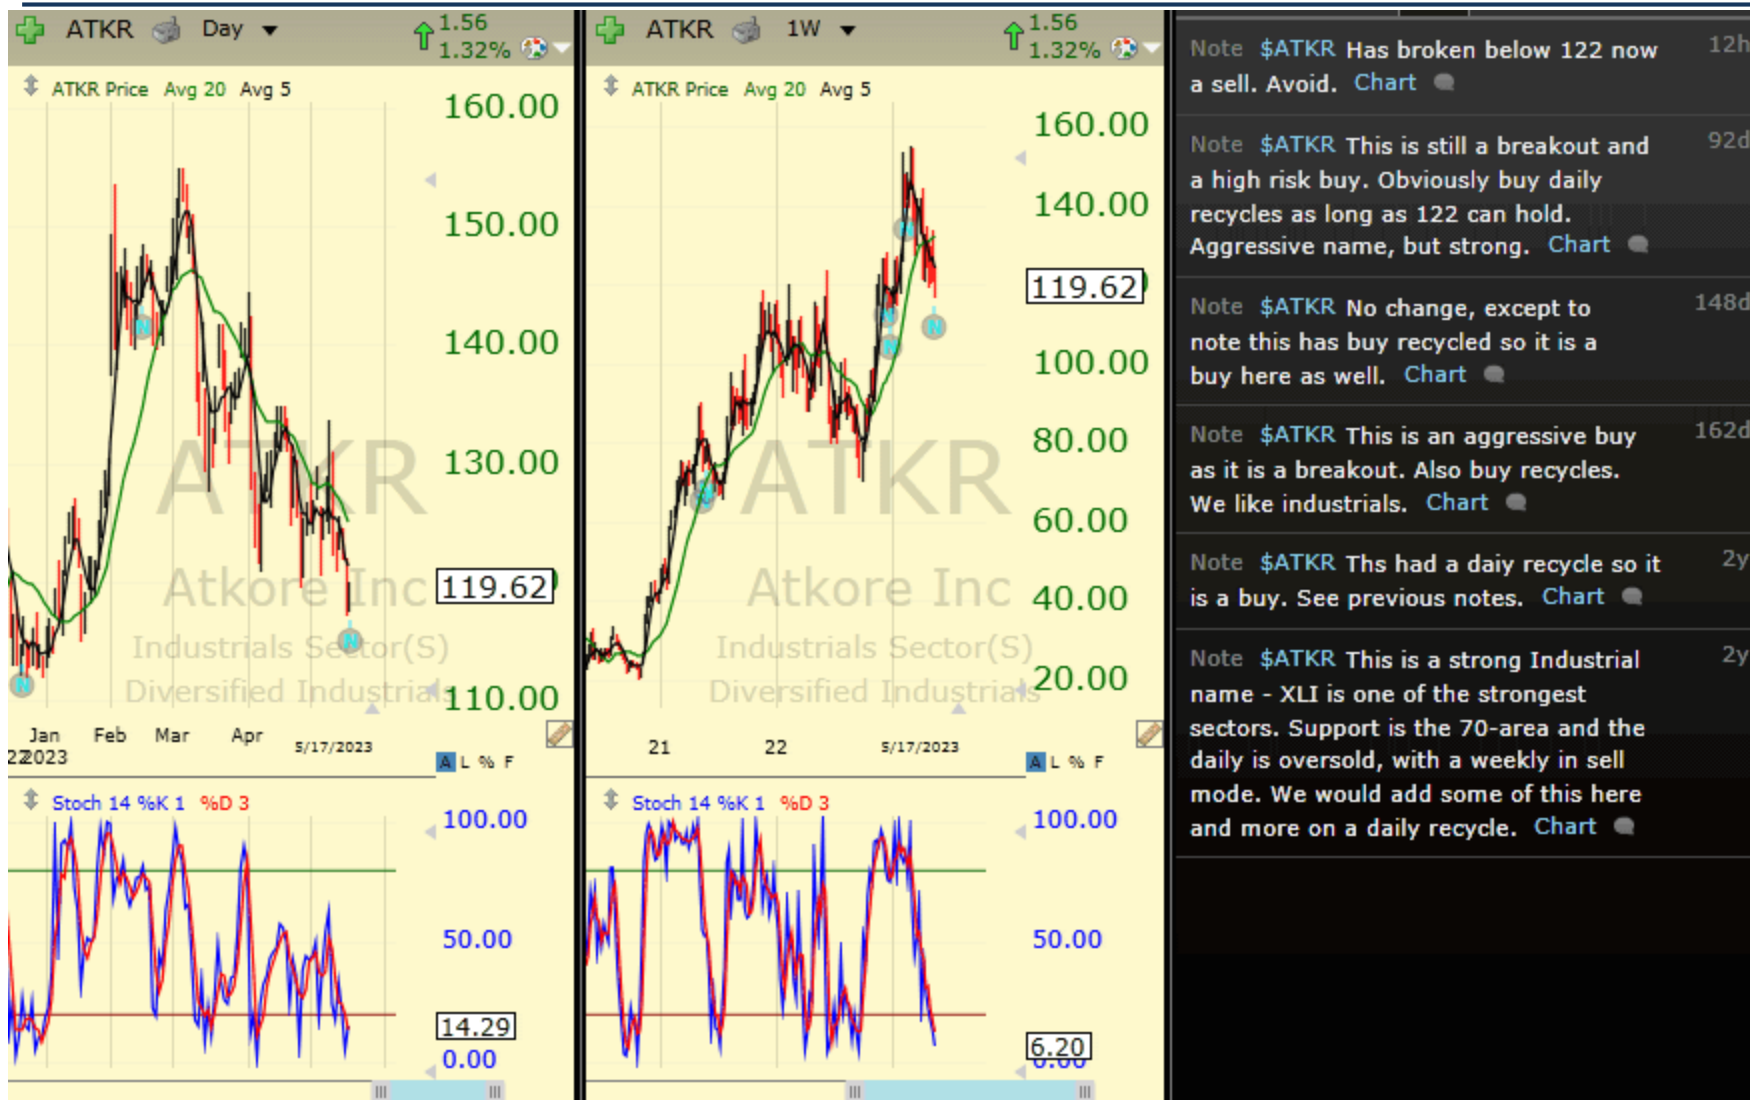 ATKR Day
1.56
1.32%
ATKR Price Avg 20 Avg 5
160.00
150.00
140.00
130.00
119.62
110.00
ATKR
Atkore Inc
Industrials Sector(S)
Diversified Industrials
Jan Feb Mar Apr 5/17/2023
22 2023
A L % F
Stoch 14 %K 1 %D 3
100.00
50.00
14.29
0.00
N
N
N
ATKR 1W
1.56
1.32%
ATKR Price Avg 20 Avg 5
160.00
140.00
119.62
100.00
80.00
60.00
40.00
20.00
ATKR
Atkore Inc
Industrials Sector(S)
Diversified Industrials
21 22 5/17/2023
A L % F
Stoch 14 %K 1 %D 3
100.00
50.00
6.20
0.00
N
N
N
N
Note $ATKR Has broken below 122 now 12h
a sell. Avoid. Chart
Note $ATKR This is still a breakout and 92d
a high risk buy. Obviously buy daily
recycles as long as 122 can hold.
Aggressive name, but strong. Chart
Note $ATKR No change, except to 148d
note this has buy recycled so it is a
buy here as well. Chart
Note $ATKR This is an aggressive buy 162d
as it is a breakout. Also buy recycles.
We like industrials. Chart
Note $ATKR Ths had a daiy recycle so it 2y
is a buy. See previous notes. Chart
Note $ATKR This is a strong Industrial 2y
name - XLI is one of the strongest
sectors. Support is the 70-area and the
daily is oversold, with a weekly in sell
mode. We would add some of this here
and more on a daily recycle. Chart